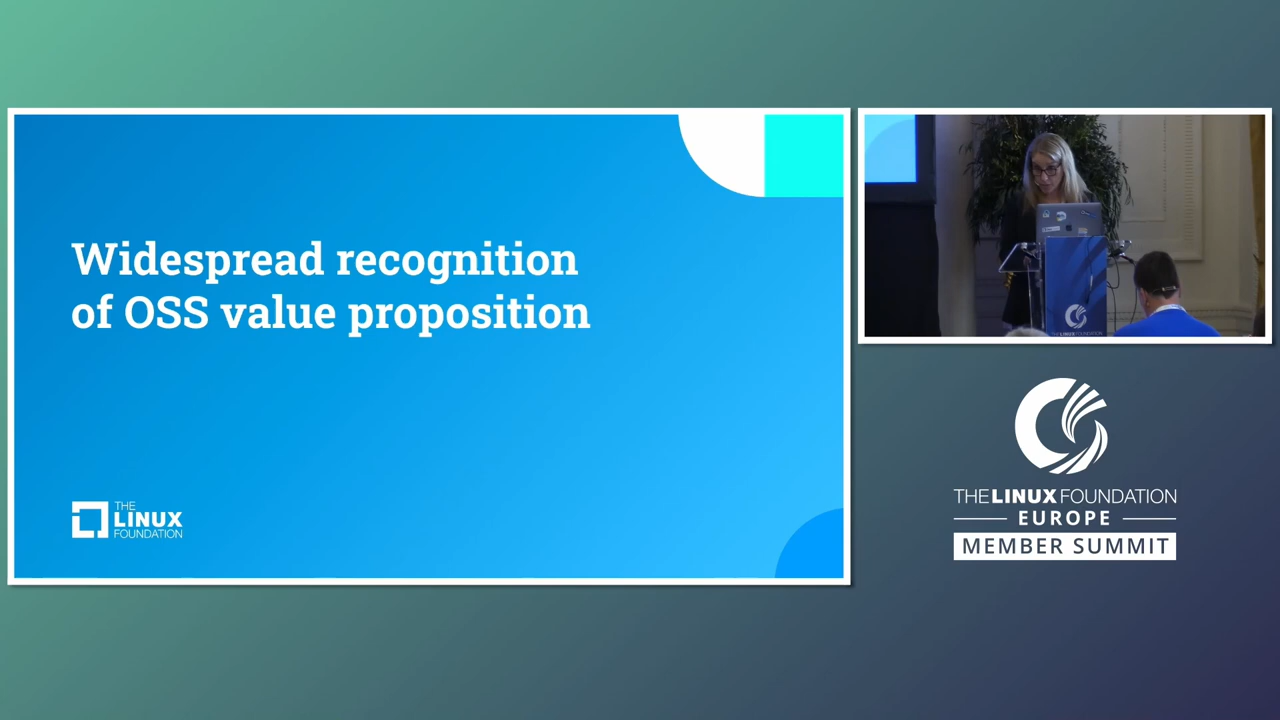 Widespread recognition
of OSS value proposition
THE
LINUX
FOUNDATION
THE LINUX FOUNDATION
EUROPE
MEMBER SUMMIT